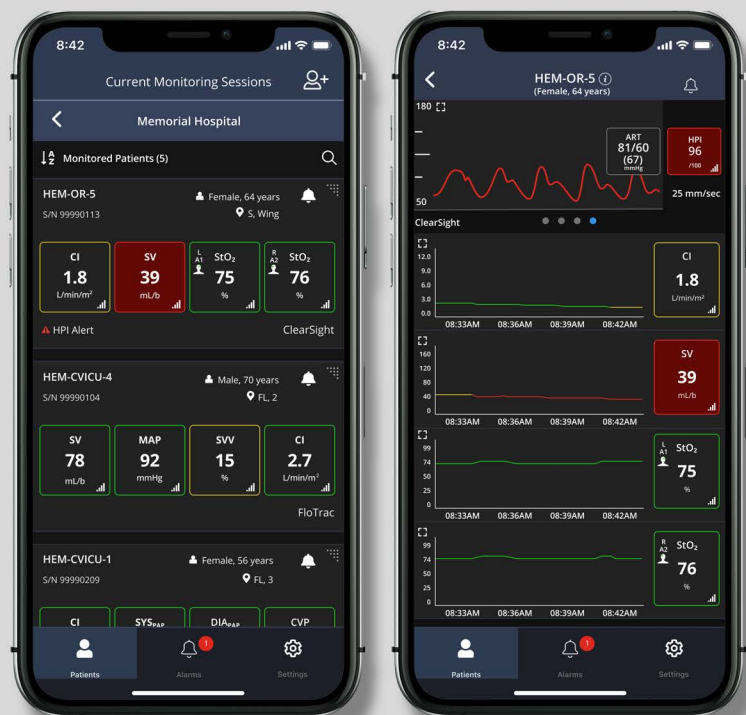 8:42
Current Monitoring Sessions
Memorial Hospital
Monitored Patients (5)
HEM-OR-5
Female, 64 years
S/N 99990113
S, Wing
CI
1.8
L/min/m²
SV
39
mL/b
L
A1
StO₂
75
%
R
A2
StO₂
76
%
HPI Alert
ClearSight
HEM-CVICU-4
Male, 70 years
S/N 99990104
FL, 2
SV
78
mL/b
MAP
92
mmHg
SVV
15
%
CI
2.7
L/min/m²
FloTrac
HEM-CVICU-1
Female, 56 years
S/N 99990209
FL, 3
CI
SYSPAP
DIAPAP
CVP
1
Patients
Alarms
Settings
8:42
HEM-OR-5 i
(Female, 64 years)
180
ART
81/60
(67)
mmHg
HPI
96
/100
50
25 mm/sec
ClearSight
12.0
9.0
6.0
3.0
0.0
08:33AM 08:36AM 08:39AM 08:42AM
CI
1.8
L/min/m²
160
120
80
40
0
08:33AM 08:36AM 08:39AM 08:42AM
SV
39
mL/b
99
74
50
25
0
08:33AM 08:36AM 08:39AM 08:42AM
L
A1
StO₂
75
%
99
74
50
25
0
08:33AM 08:36AM 08:39AM 08:42AM
R
A2
StO₂
76
%
1
Patients
Alarms
Settings